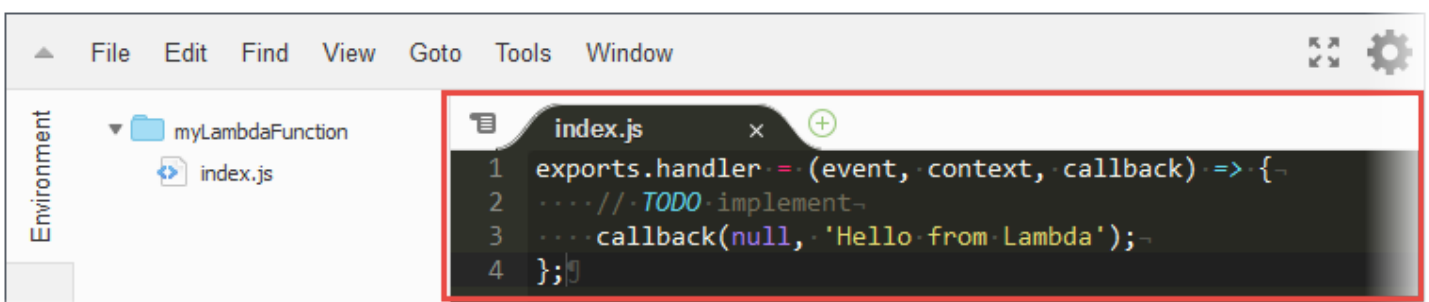 File Edit Find View Goto Tools Window
Environment
myLambdaFunction
index.js
index.js ×
1 exports.handler = (event, context, callback) => {
2     // TODO implement
3     callback(null, 'Hello from Lambda');
4 };